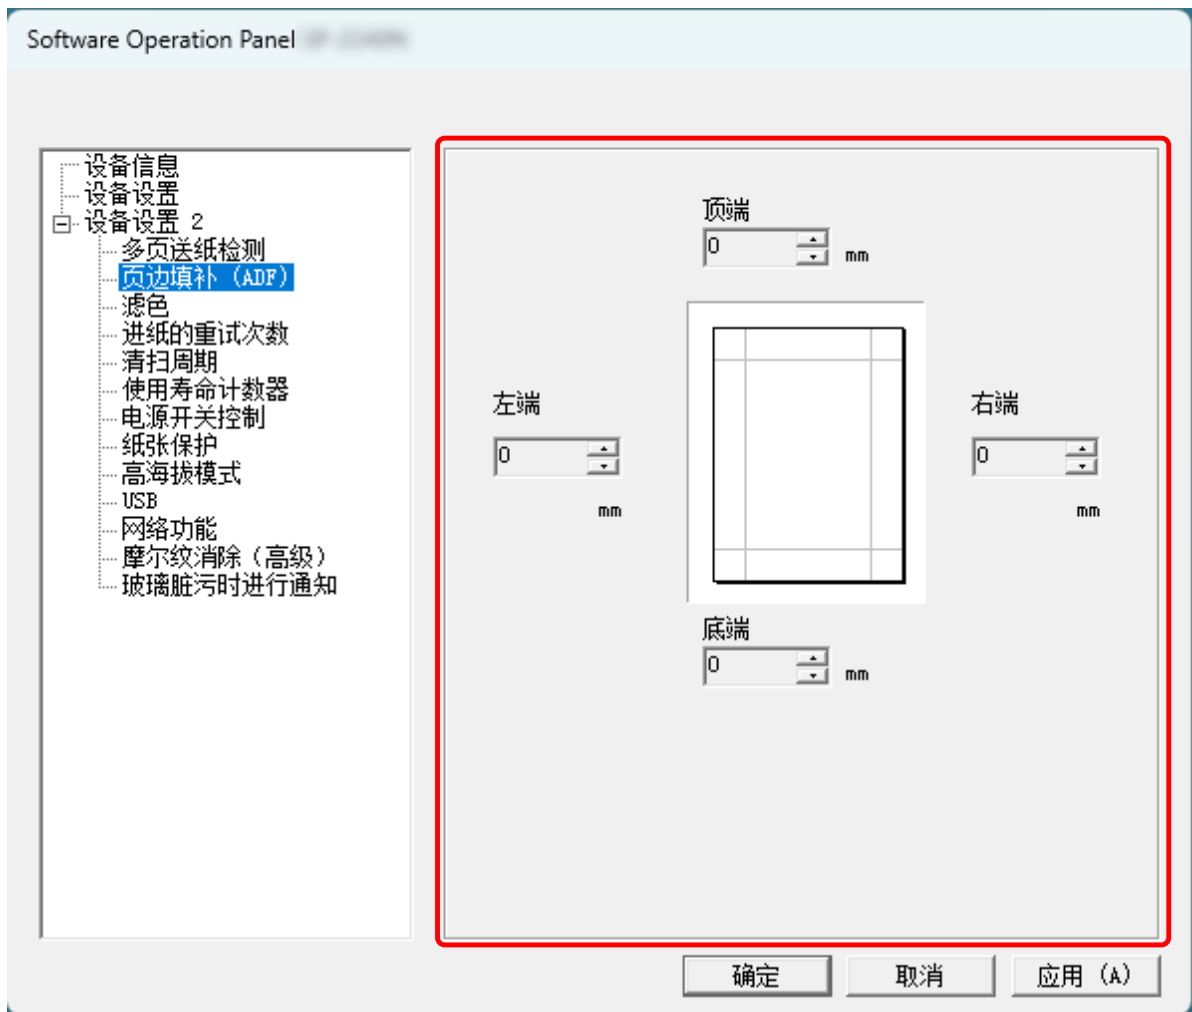 Software Operation Panel
设备信息
设备设置
设备设置 2
多页送纸检测
页边填补 (ADF)
滤色
进纸的重试次数
清扫周期
使用寿命计数器
电源开关控制
纸张保护
高海拔模式
USB
网络功能
摩尔纹消除（高级）
玻璃脏污时进行通知
顶端
0 mm
左端
0
mm
右端
0
mm
底端
0 mm
确定 取消 应用 (A)